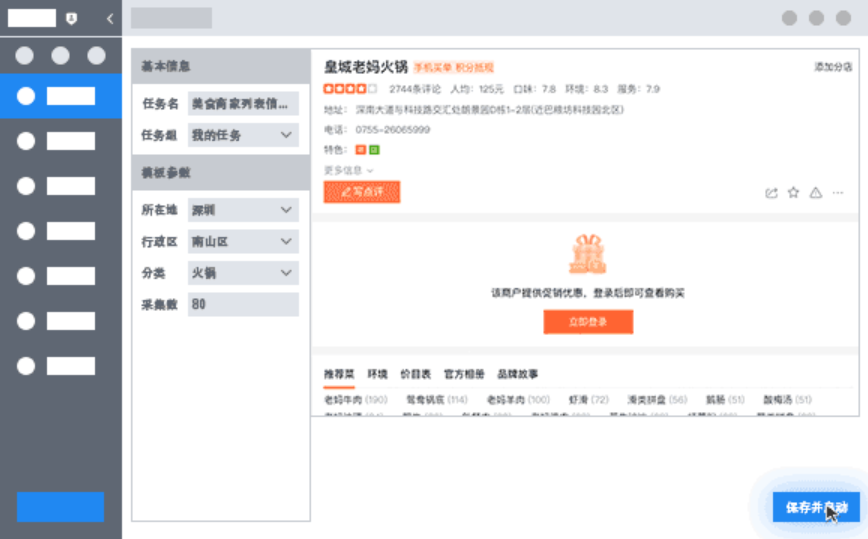 基本信息
任务名 美食商家列表信...
任务组 我的任务
模板参数
所在地 深圳
行政区 南山区
分类 火锅
采集数 80
皇城老妈火锅 手机买单 积分抵现
添加分店
2744条评论 人均：125元 口味：7.8 环境：8.3 服务：7.9
地址： 深南大道与科技路交汇处朗景园D栋1-2层(近巴蜀坊科技园北区)
电话： 0755-26065999
特色：
更多信息
写点评
该商户提供促销优惠，登录后即可查看购买
立即登录
推荐菜 环境 价目表 官方相册 品牌故事
老妈牛肉 (190) 鸳鸯锅底 (114) 老妈羊肉 (100) 虾滑 (72) 滑类拼盘 (56) 鹅肠 (51) 酸梅汤 (51)
保存并启动